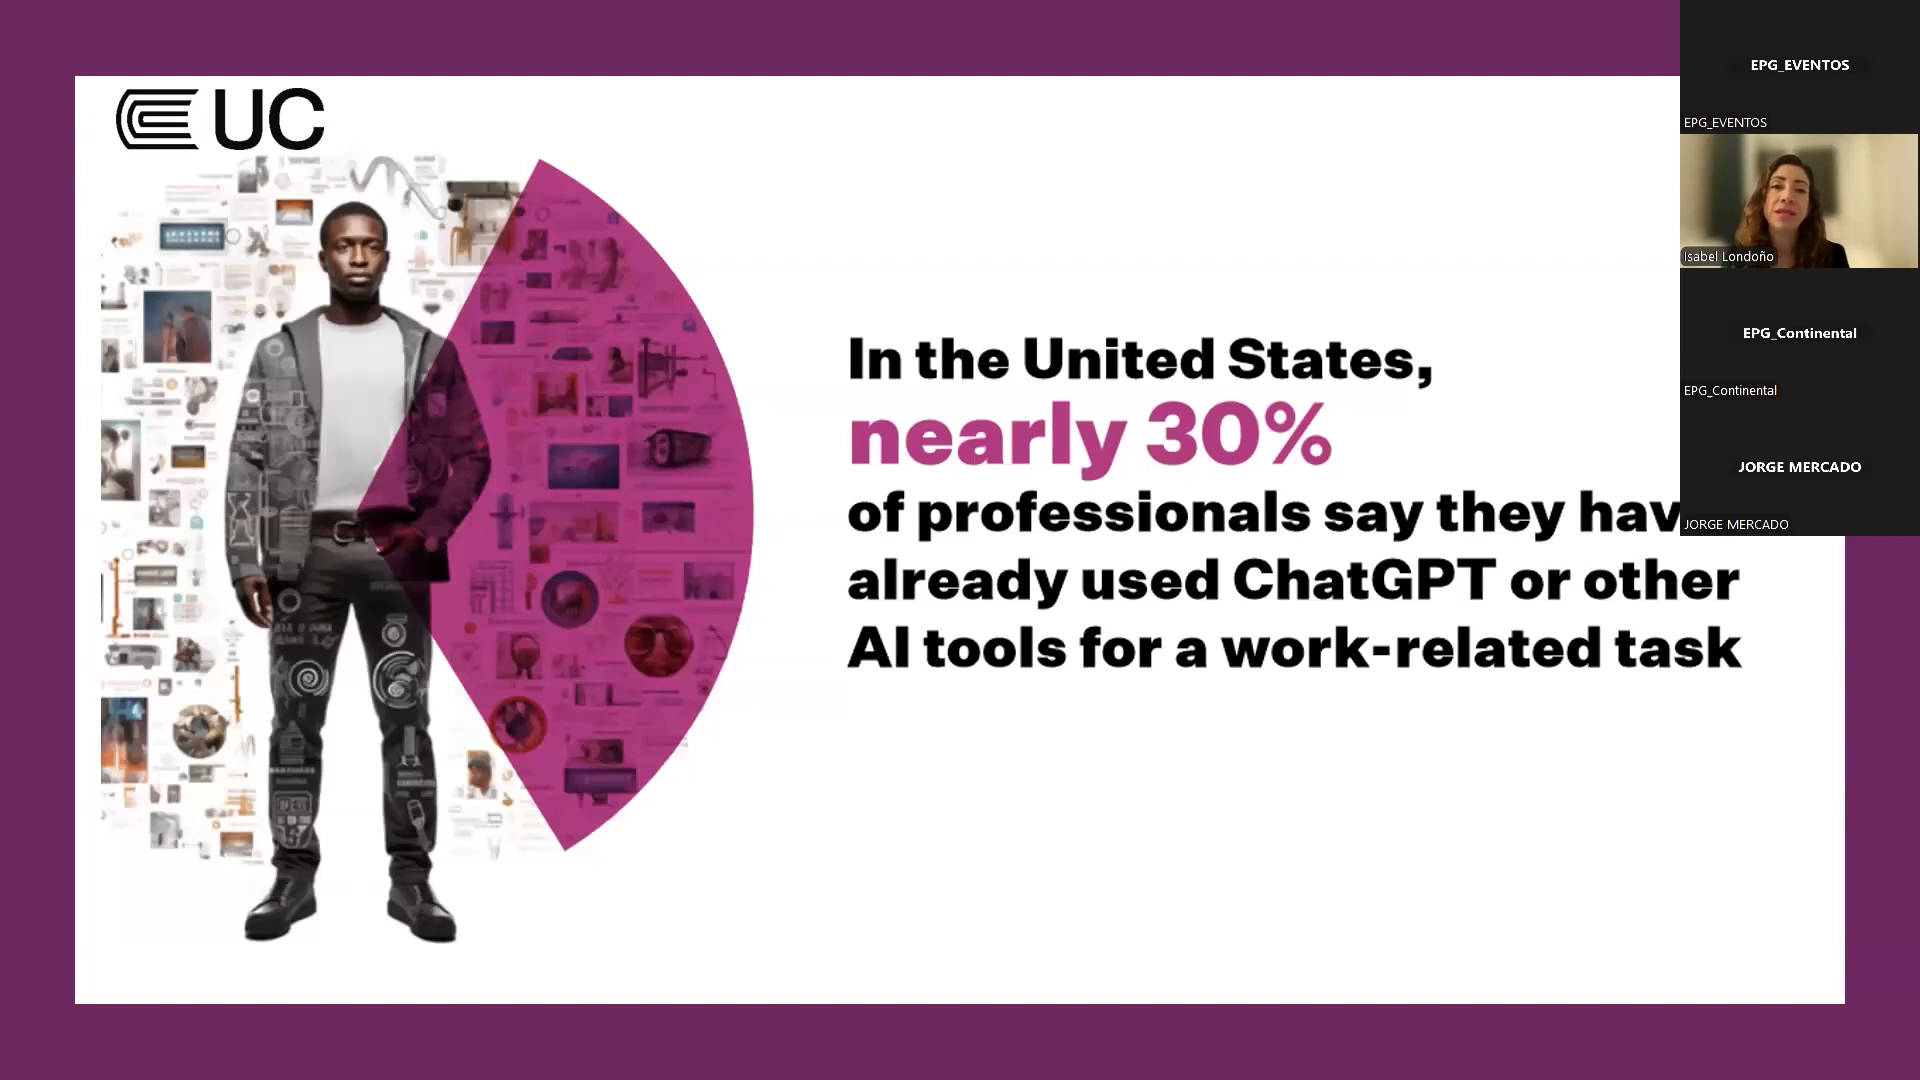 UC
In the United States,
nearly 30%
of professionals say they hav
already used ChatGPT or other
AI tools for a work-related task
EPG_EVENTOS
EPG_EVENTOS
Isabel Londoño
EPG_Continental
EPG_Continental
JORGE MERCADO
JORGE MERCADO